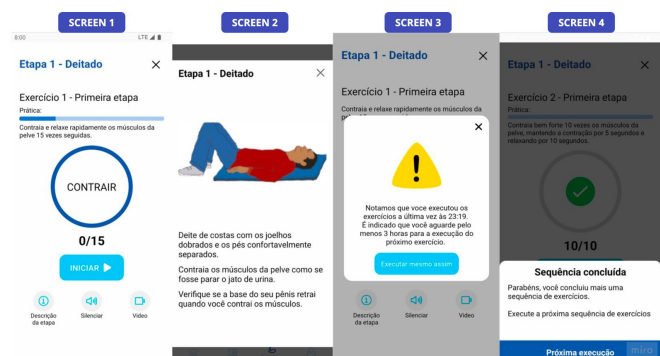 SCREEN 1
8:00
LTE
Etapa 1 - Deitado
Exercício 1 - Primeira etapa
Prática:
Contraia e relaxe rapidamente os músculos da
pelve 15 vezes seguidas.
CONTRAIR
0/15
INICIAR
Descrição
da etapa
Silenciar
Video
SCREEN 2
Etapa 1 - Deitado
Deite de costas com os joelhos
dobrados e os pés confortavelmente
separados.
Contraia os músculos da pelve como se
fosse parar o jato de urina.
Verifique se a base do seu pênis retrai
quando você contrai os músculos.
SCREEN 3
Etapa 1 - Deitado
Exercício 1 - Primeira etapa
Prática:
Contraia e relaxe rapidamente os músculos da
Notamos que voce executou os
exercícios a última vez às 23:19.
É indicado que você aguarde pelo
menos 3 horas para a execução do
próximo exercício.
Executar mesmo assim
Descrição
da etapa
Silenciar
Video
SCREEN 4
Etapa 1 - Deitado
Exercício 2 - Primeira etapa
Prática:
Contraia bem forte 10 vezes os músculos da
pelve, mantendo a contração por 5 segundos e
relaxando por 10 segundos.
10/10
Sequência concluída
Parabéns, você concluiu mais uma
sequência de exercícios.
Execute a próxima sequência de exercícios
Próxima execução
miro